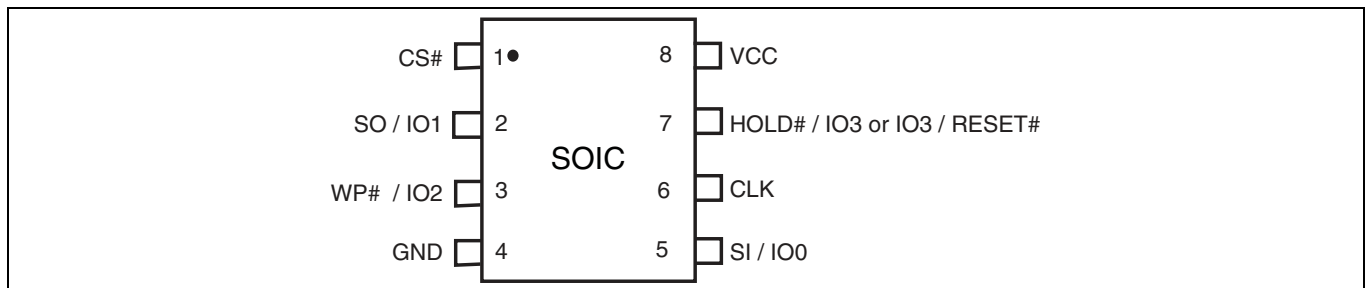 CS# 1 8 VCC
SO / IO1 2 7 HOLD# / IO3 or IO3 / RESET#
SOIC
WP# / IO2 3 6 CLK
GND 4 5 SI / IO0